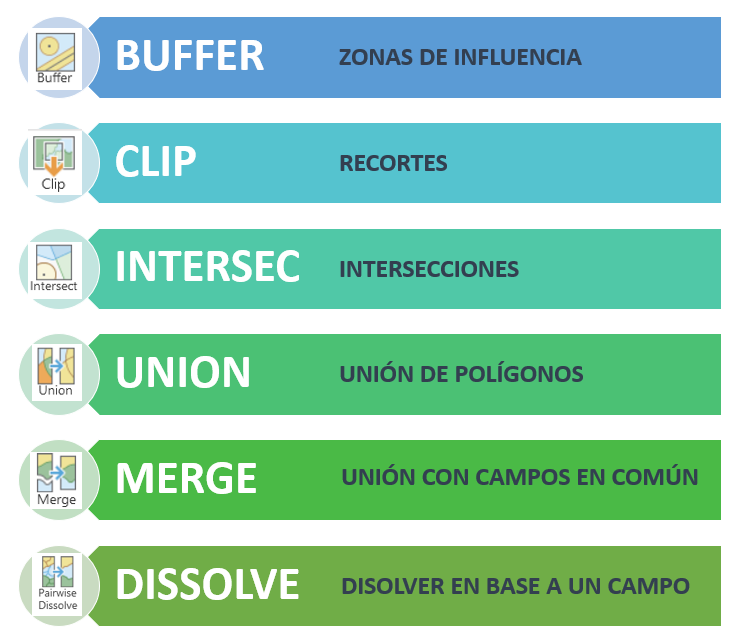 Buffer
BUFFER
ZONAS DE INFLUENCIA
Clip
CLIP
RECORTES
Intersect
INTERSEC
INTERSECCIONES
Union
UNION
UNIÓN DE POLÍGONOS
Merge
MERGE
UNIÓN CON CAMPOS EN COMÚN
Pairwise
Dissolve
DISSOLVE
DISOLVER EN BASE A UN CAMPO